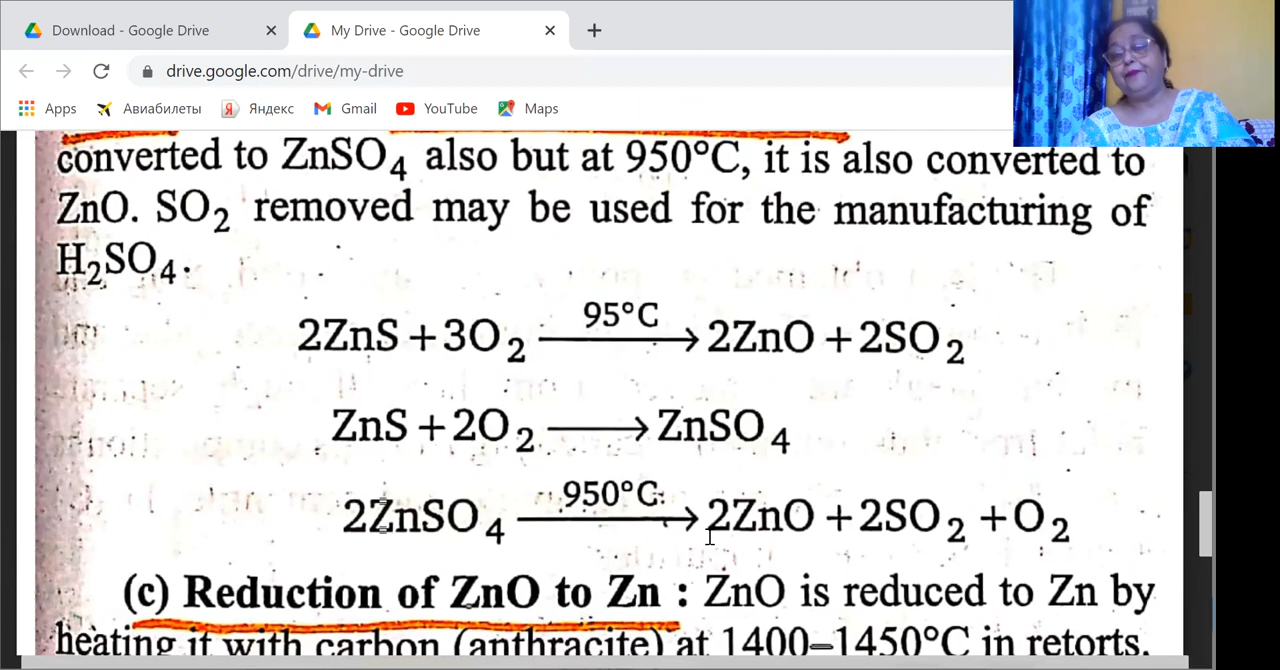 Download - Google Drive
My Drive - Google Drive
drive.google.com/drive/my-drive
Apps Авиабилеты Яндекс Gmail YouTube Maps
converted to ZnSO4 also but at 950°C, it is also converted to
ZnO. SO2 removed may be used for the manufacturing of
H2SO4.
2ZnS + 3O2 95°C → 2ZnO + 2SO2
ZnS + 2O2 → ZnSO4
2ZnSO4 950°C → 2ZnO + 2SO2 + O2
(c) Reduction of ZnO to Zn : ZnO is reduced to Zn by
heating it with carbon (anthracite) at 1400–1450°C in retorts.